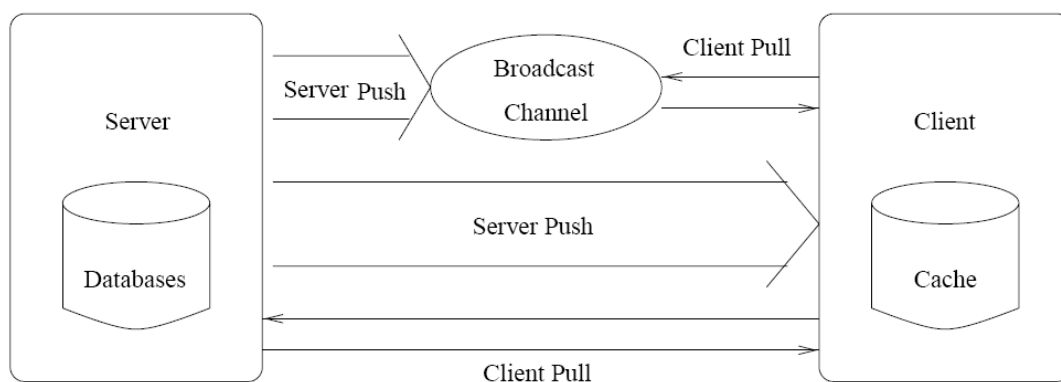 Server
Databases
Server Push
Broadcast
Channel
Client Pull
Server Push
Client Pull
Client
Cache